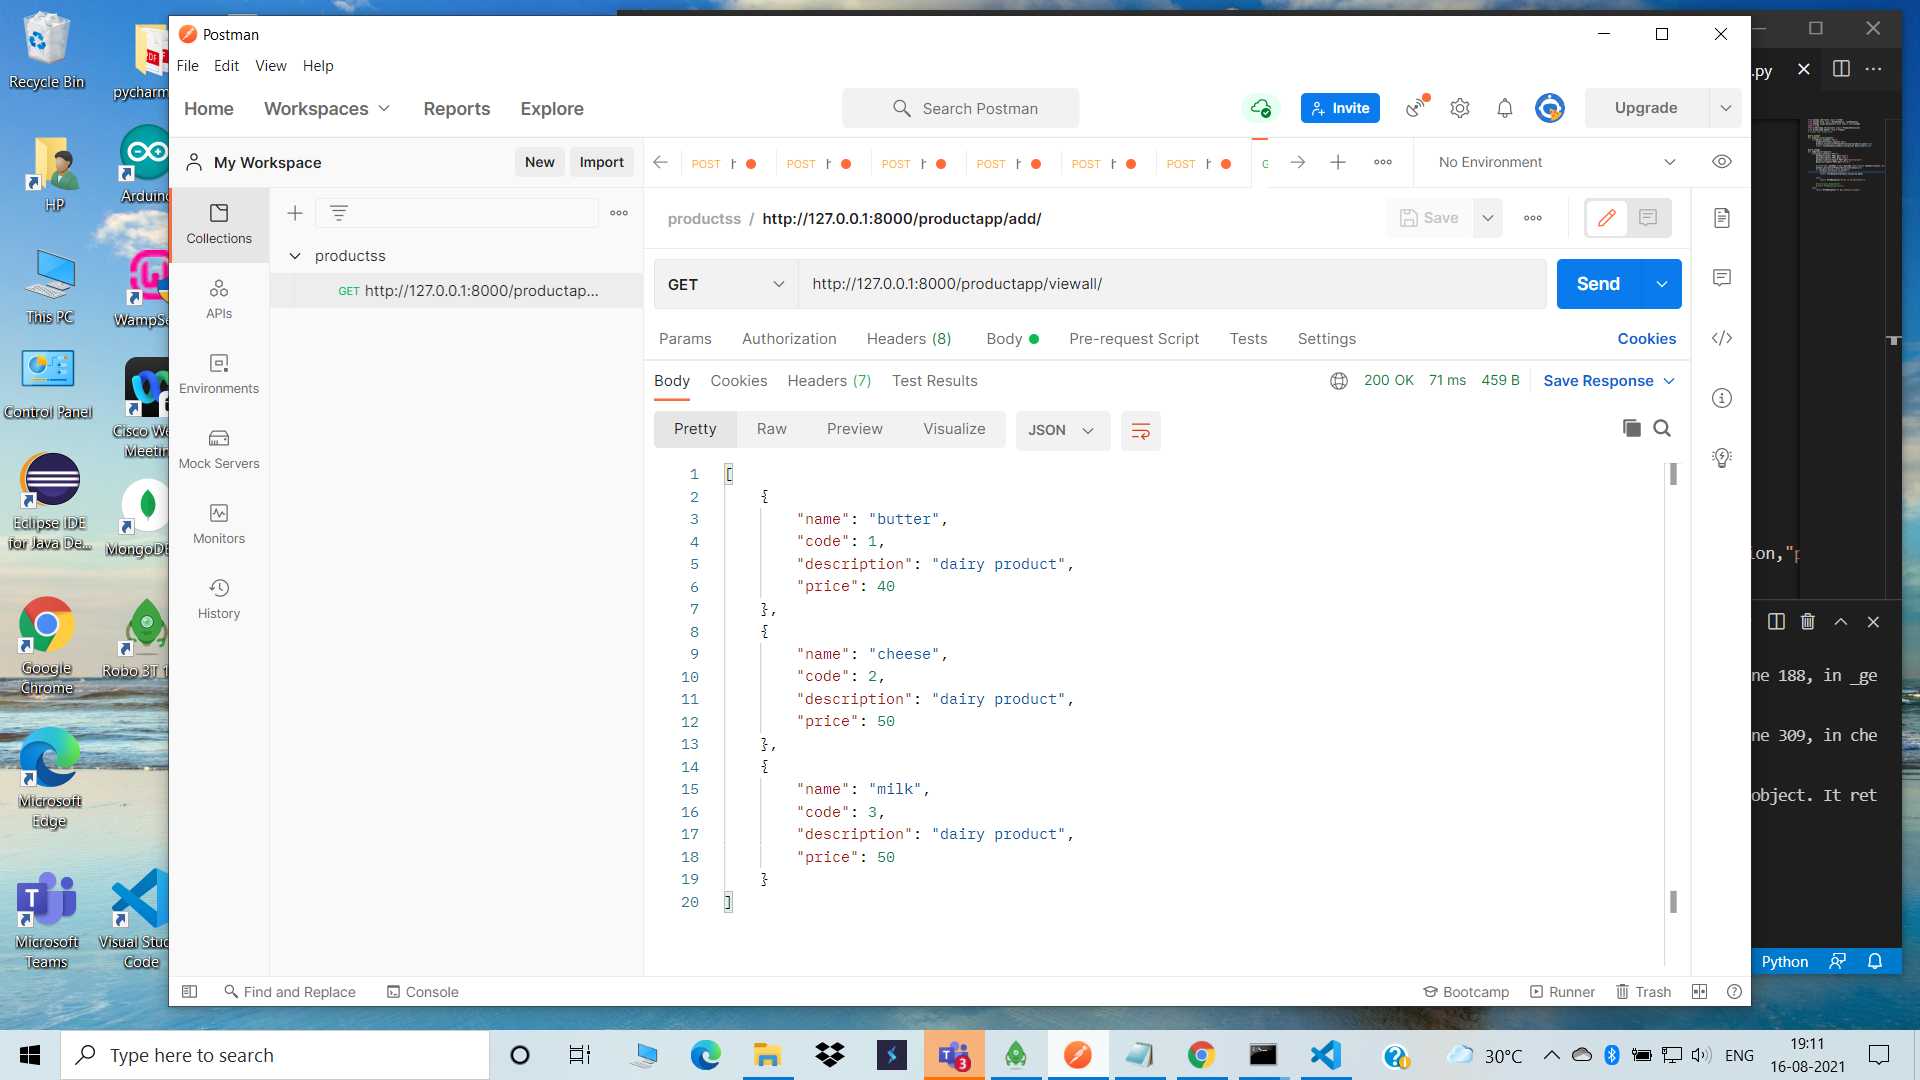 Postman
File Edit View Help
Home Workspaces Reports Explore
Search Postman
Invite
Upgrade
My Workspace
New Import
POST POST POST POST POST POST
No Environment
Collections
APIs
Environments
Mock Servers
Monitors
History
productss
GET http://127.0.0.1:8000/productap...
productss / http://127.0.0.1:8000/productapp/add/
Save
GET http://127.0.0.1:8000/productapp/viewall/
Send
Params Authorization Headers (8) Body Pre-request Script Tests Settings Cookies
Body Cookies Headers (7) Test Results
200 OK 71 ms 459 B Save Response
Pretty Raw Preview Visualize JSON
1 [
2 {
3 "name": "butter",
4 "code": 1,
5 "description": "dairy product",
6 "price": 40
7 },
8 {
9 "name": "cheese",
10 "code": 2,
11 "description": "dairy product",
12 "price": 50
13 },
14 {
15 "name": "milk",
16 "code": 3,
17 "description": "dairy product",
18 "price": 50
19 }
20 ]
Find and Replace Console
Bootcamp Runner Trash
.py
ion,"p
ne 188, in _ge
ne 309, in che
object. It ret
Python
Recycle Bin
pycharm
HP
Arduino
This PC
WampSe
Control Panel
Cisco We
Meetin
Eclipse IDE
for Java De...
MongoDB
Google
Chrome
Robo 3T 1
Microsoft
Edge
Microsoft
Teams
Visual Stud
Code
Type here to search
3
30°C
ENG
19:11
16-08-2021